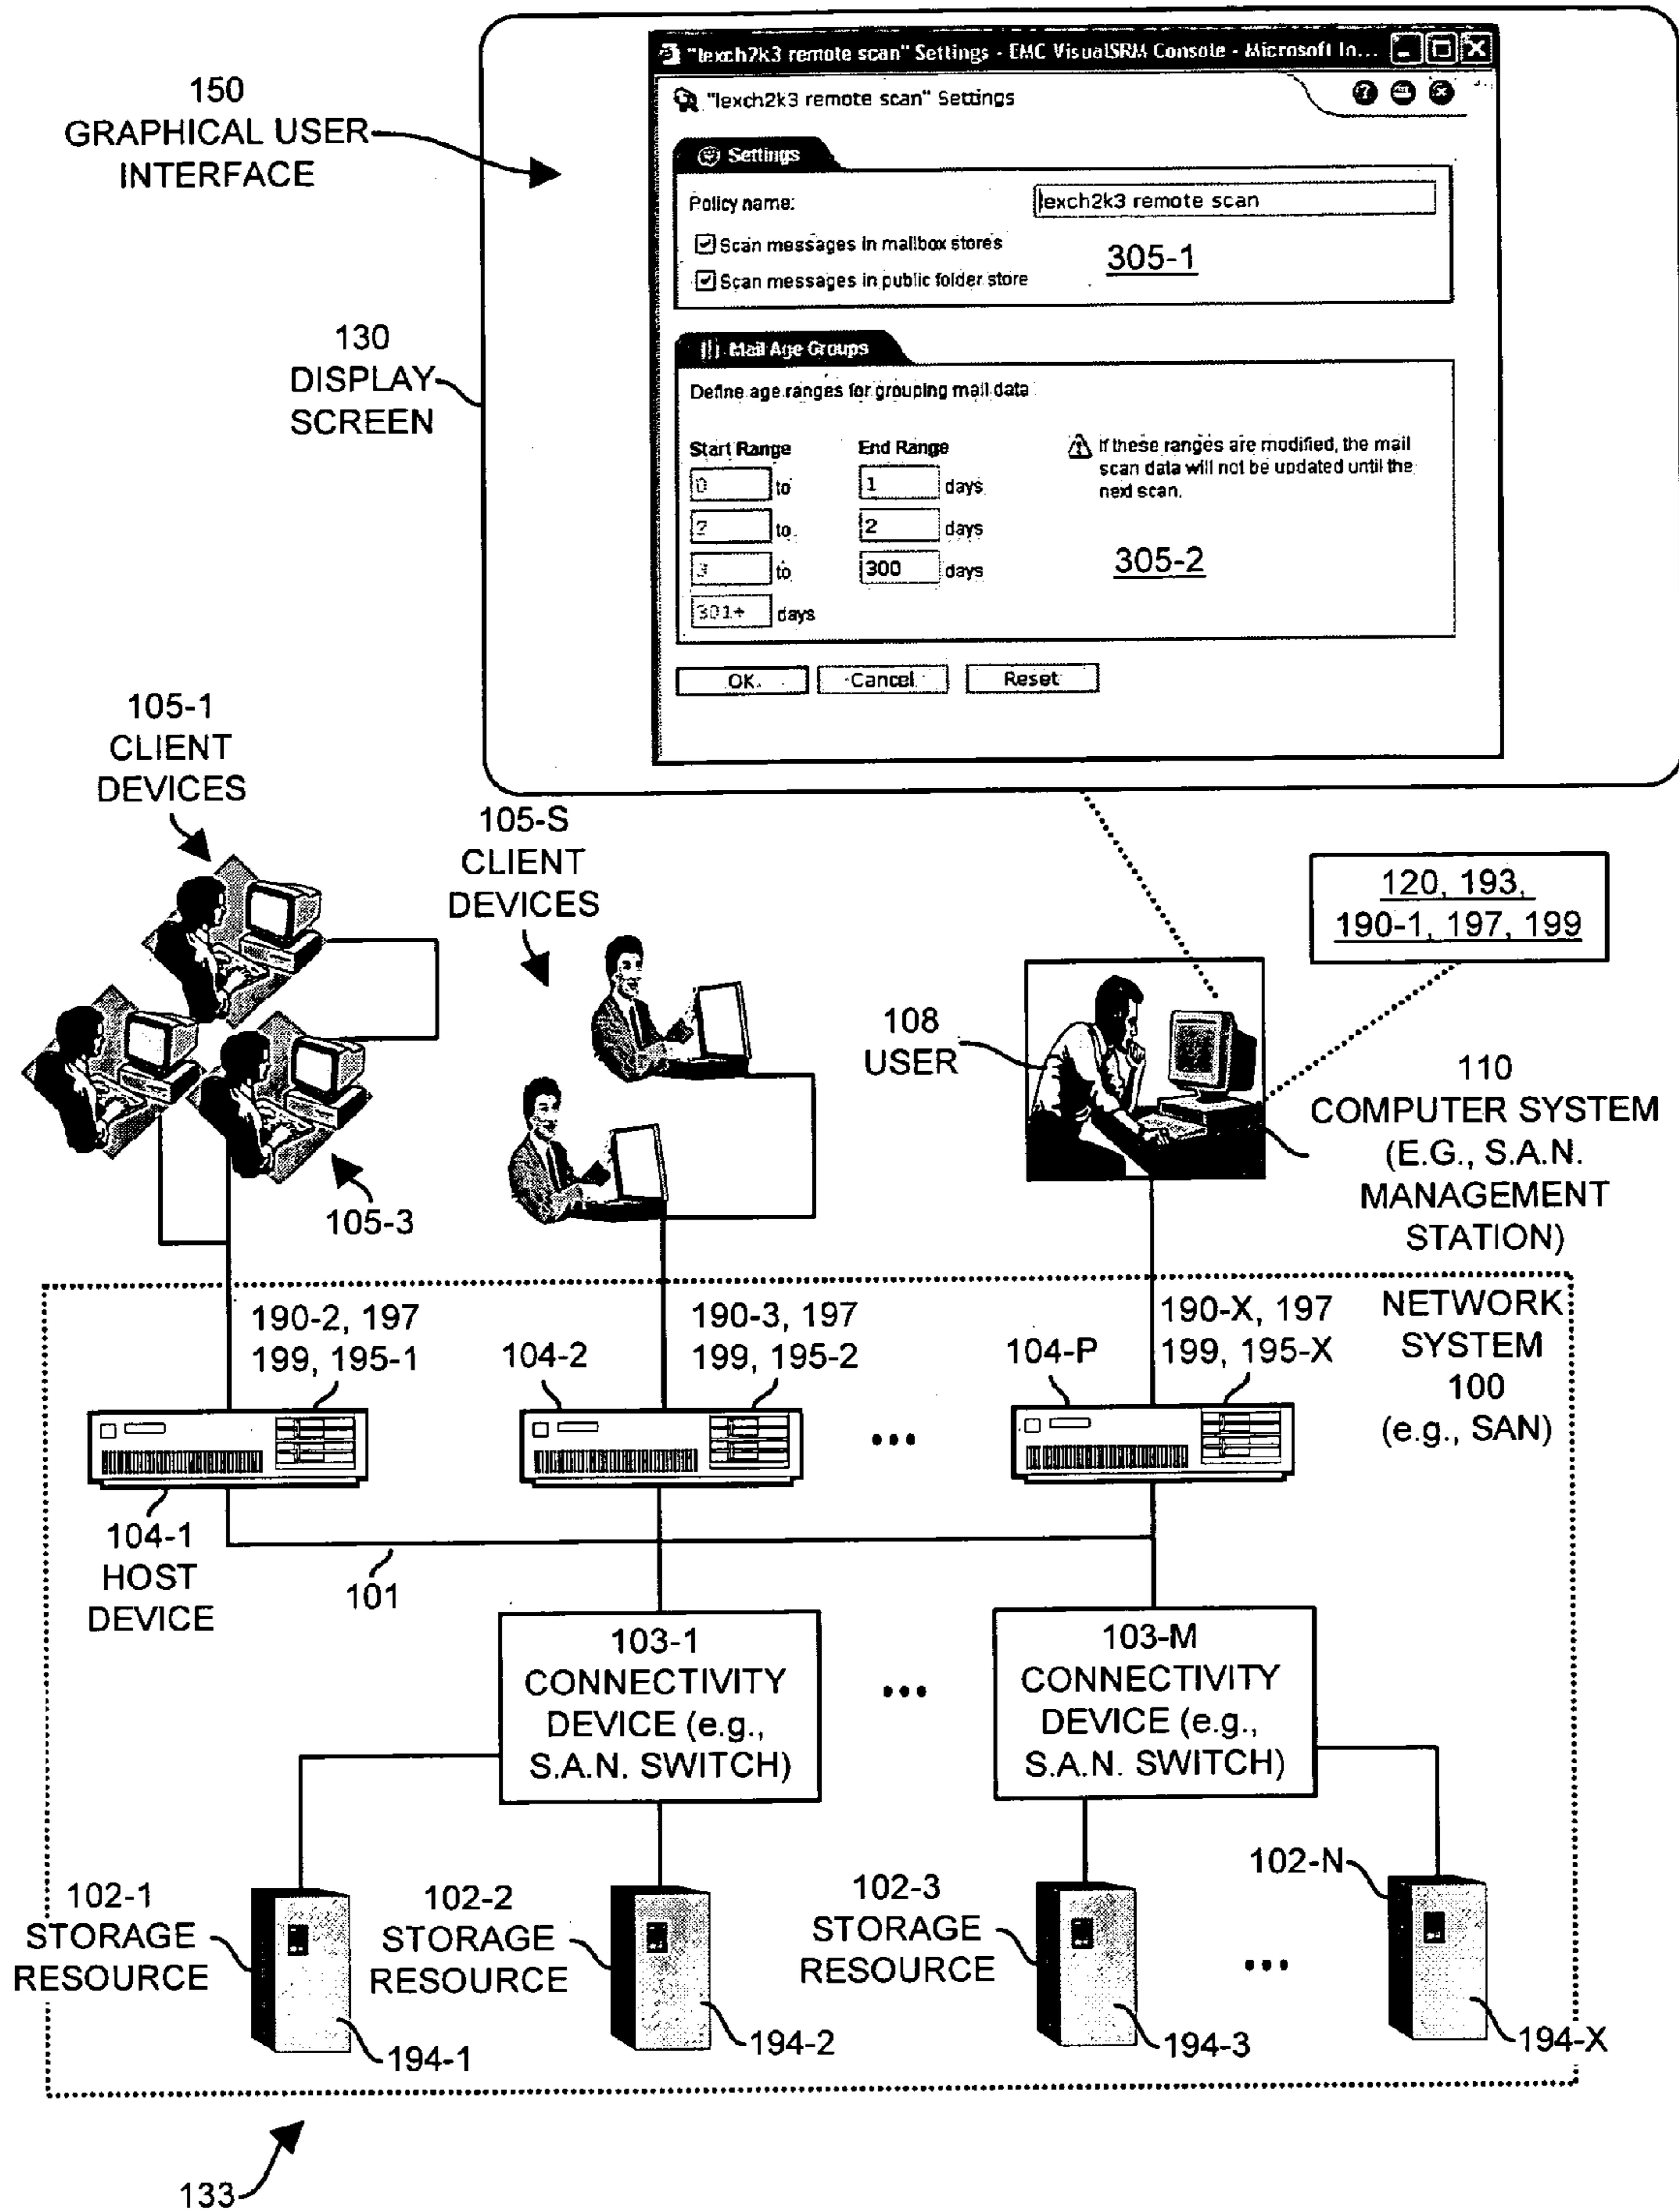 150
GRAPHICAL USER
INTERFACE
130
DISPLAY
SCREEN
"lexch2k3 remote scan" Settings - EMC VisualSRM Console - Microsoft In...
"lexch2k3 remote scan" Settings
Settings
Policy name:
lexch2k3 remote scan
Scan messages in mailbox stores
Scan messages in public folder store
305-1
Mail Age Groups
Define age ranges for grouping mail data
Start Range
End Range
If these ranges are modified, the mail
scan data will not be updated until the
next scan.
0 to 1 days
2 to 2 days
3 to 300 days
301+ days
305-2
OK Cancel Reset
105-1
CLIENT
DEVICES
105-S
CLIENT
DEVICES
120, 193,
190-1, 197, 199
108
USER
105-3
110
COMPUTER SYSTEM
(E.G., S.A.N.
MANAGEMENT
STATION)
190-2, 197
199, 195-1
104-2
190-3, 197
199, 195-2
104-P
190-X, 197
199, 195-X
NETWORK
SYSTEM
100
(e.g., SAN)
...
104-1
HOST
DEVICE
101
103-1
CONNECTIVITY
DEVICE (e.g.,
S.A.N. SWITCH)
...
103-M
CONNECTIVITY
DEVICE (e.g.,
S.A.N. SWITCH)
102-1
STORAGE
RESOURCE
102-2
STORAGE
RESOURCE
102-3
STORAGE
RESOURCE
102-N
...
194-1
194-2
194-3
194-X
133